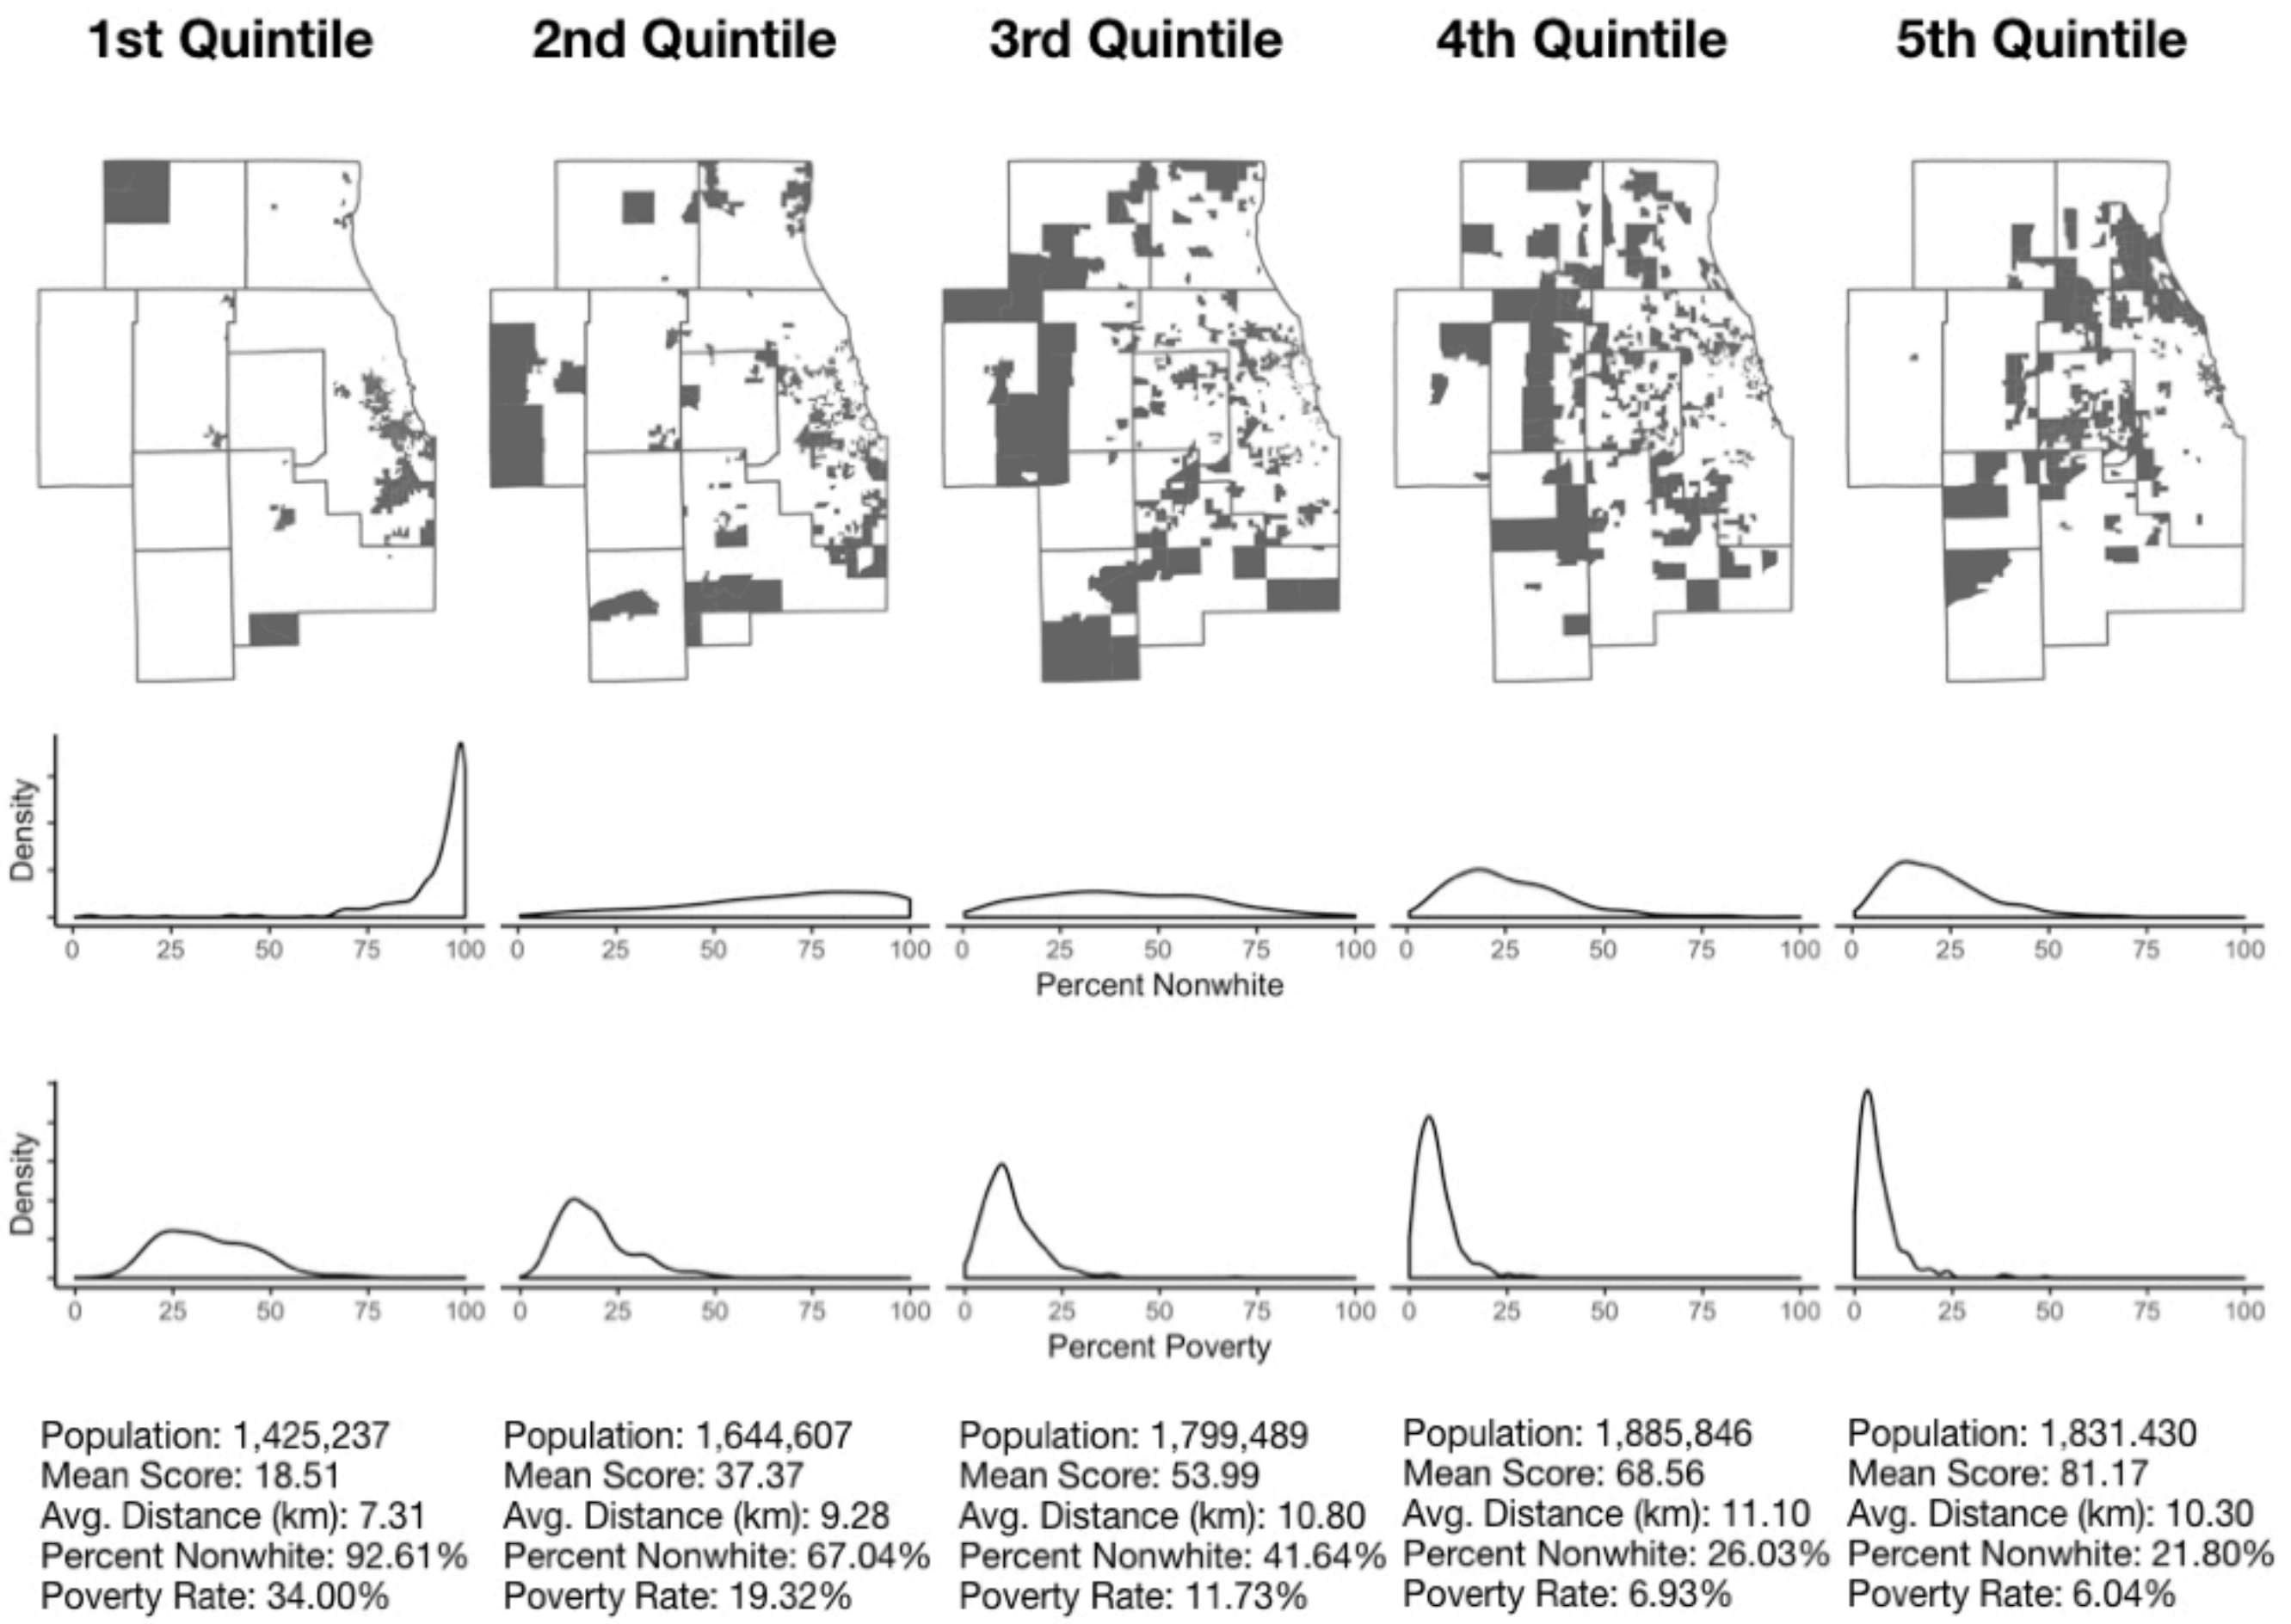 1st Quintile 2nd Quintile 3rd Quintile 4th Quintile 5th Quintile
Density
0 25 50 75 100 0 25 50 75 100 0 25 50 75 100 0 25 50 75 100 0 25 50 75 100
Percent Nonwhite
Density
0 25 50 75 100 0 25 50 75 100 0 25 50 75 100 0 25 50 75 100 0 25 50 75 100
Percent Poverty
Population: 1,425,237 Population: 1,644,607 Population: 1,799,489 Population: 1,885,846 Population: 1,831.430
Mean Score: 18.51 Mean Score: 37.37 Mean Score: 53.99 Mean Score: 68.56 Mean Score: 81.17
Avg. Distance (km): 7.31 Avg. Distance (km): 9.28 Avg. Distance (km): 10.80 Avg. Distance (km): 11.10 Avg. Distance (km): 10.30
Percent Nonwhite: 92.61% Percent Nonwhite: 67.04% Percent Nonwhite: 41.64% Percent Nonwhite: 26.03% Percent Nonwhite: 21.80%
Poverty Rate: 34.00% Poverty Rate: 19.32% Poverty Rate: 11.73% Poverty Rate: 6.93% Poverty Rate: 6.04%